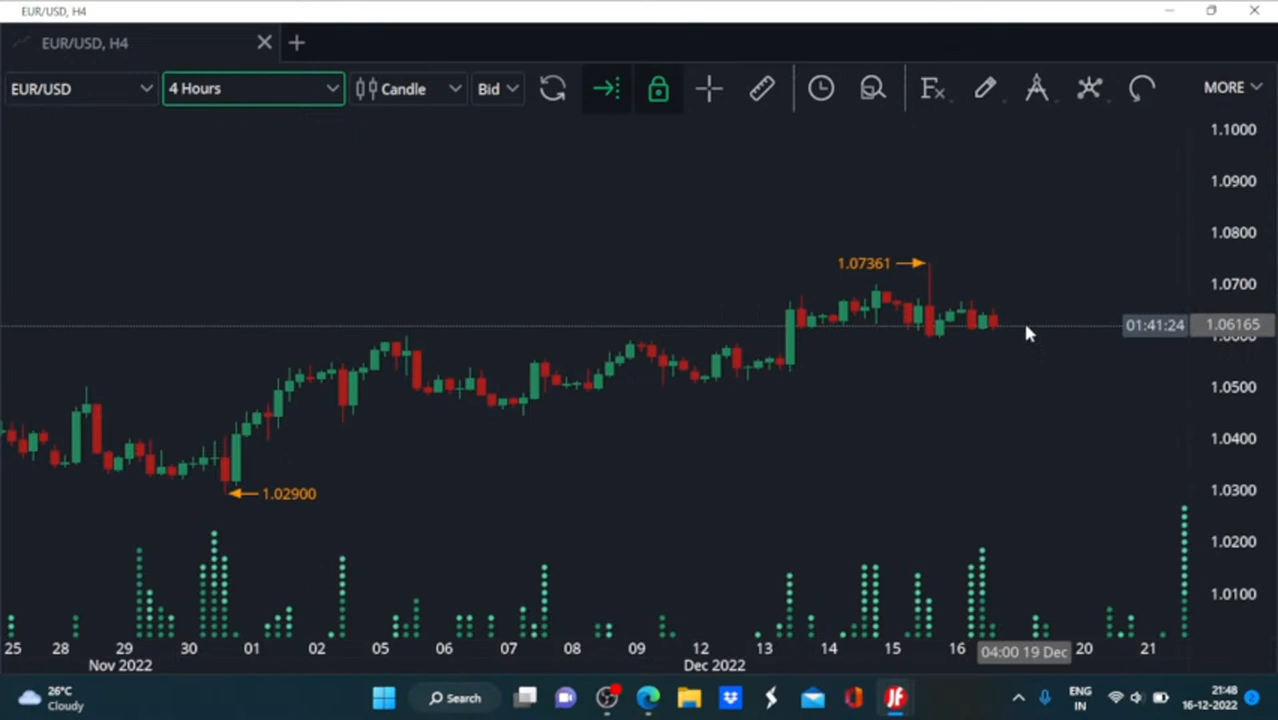 EUR/USD, H4
EUR/USD, H4
EUR/USD 4 Hours Candle Bid Fx MORE
1.1000
1.0900
1.0800
1.07361
1.0700
01:41:24 1.06165
1.0600
1.0500
1.0400
1.0300
1.02900
1.0200
1.0100
25 28 29 30 01 02 05 06 07 08 09 12 13 14 15 16 20 21
Nov 2022 Dec 2022 04:00 19 Dec
26°C
Cloudy
Search
JF
ENG
IN
21:48
16-12-2022
2